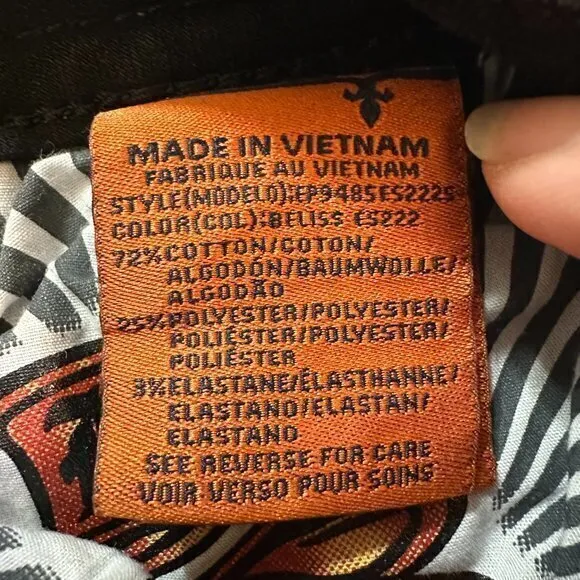 MADE IN VIETNAM
FABRIQUE AU VIETNAM
STYLE(MODELO):EP9485ES222S
COLOR(COL):BELISS ES222
72%COTTON/COTON/
ALGODÓN/BAUMWOLLE/
ALGODÃO
25%POLYESTER/POLYESTER/
POLIÉSTER/POLYESTER/
POLIÉSTER
3%ELASTANE/ÉLASTHANNE/
ELASTANO/ELASTAN/
ELASTANO
SEE REVERSE FOR CARE
VOIR VERSO POUR SOINS